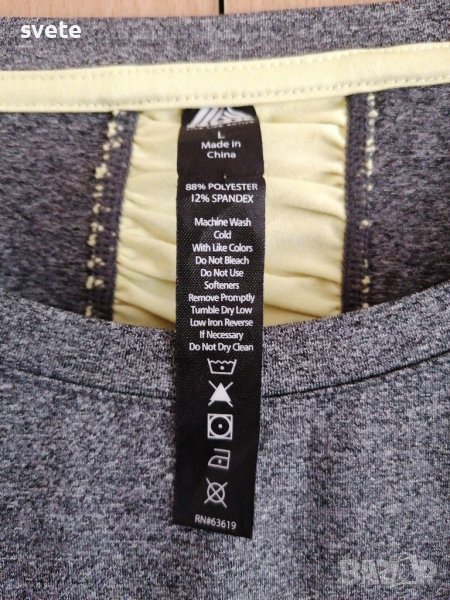 svete
L
Made in
China
88% POLYESTER
12% SPANDEX
Machine Wash
Cold
With Like Colors
Do Not Bleach
Do Not Use
Softeners
Remove Promptly
Tumble Dry Low
Low Iron Reverse
If Necessary
Do Not Dry Clean
RN#63619
BAZAR